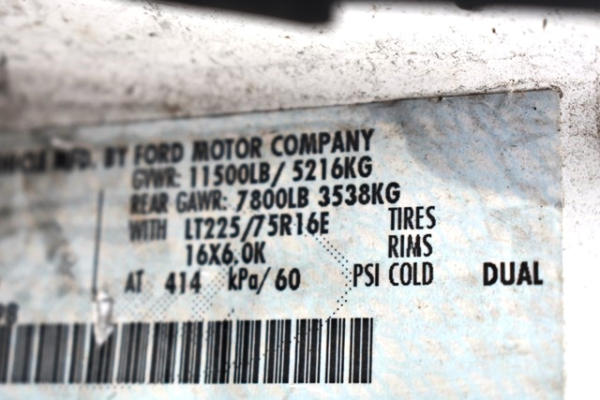 MFD. BY FORD MOTOR COMPANY
GVWR: 11500LB/ 5216KG
REAR GAWR: 7800LB 3538KG
WITH LT225/75R16E TIRES
16X6.0K RIMS
AT 414 kPa/ 60 PSI COLD DUAL